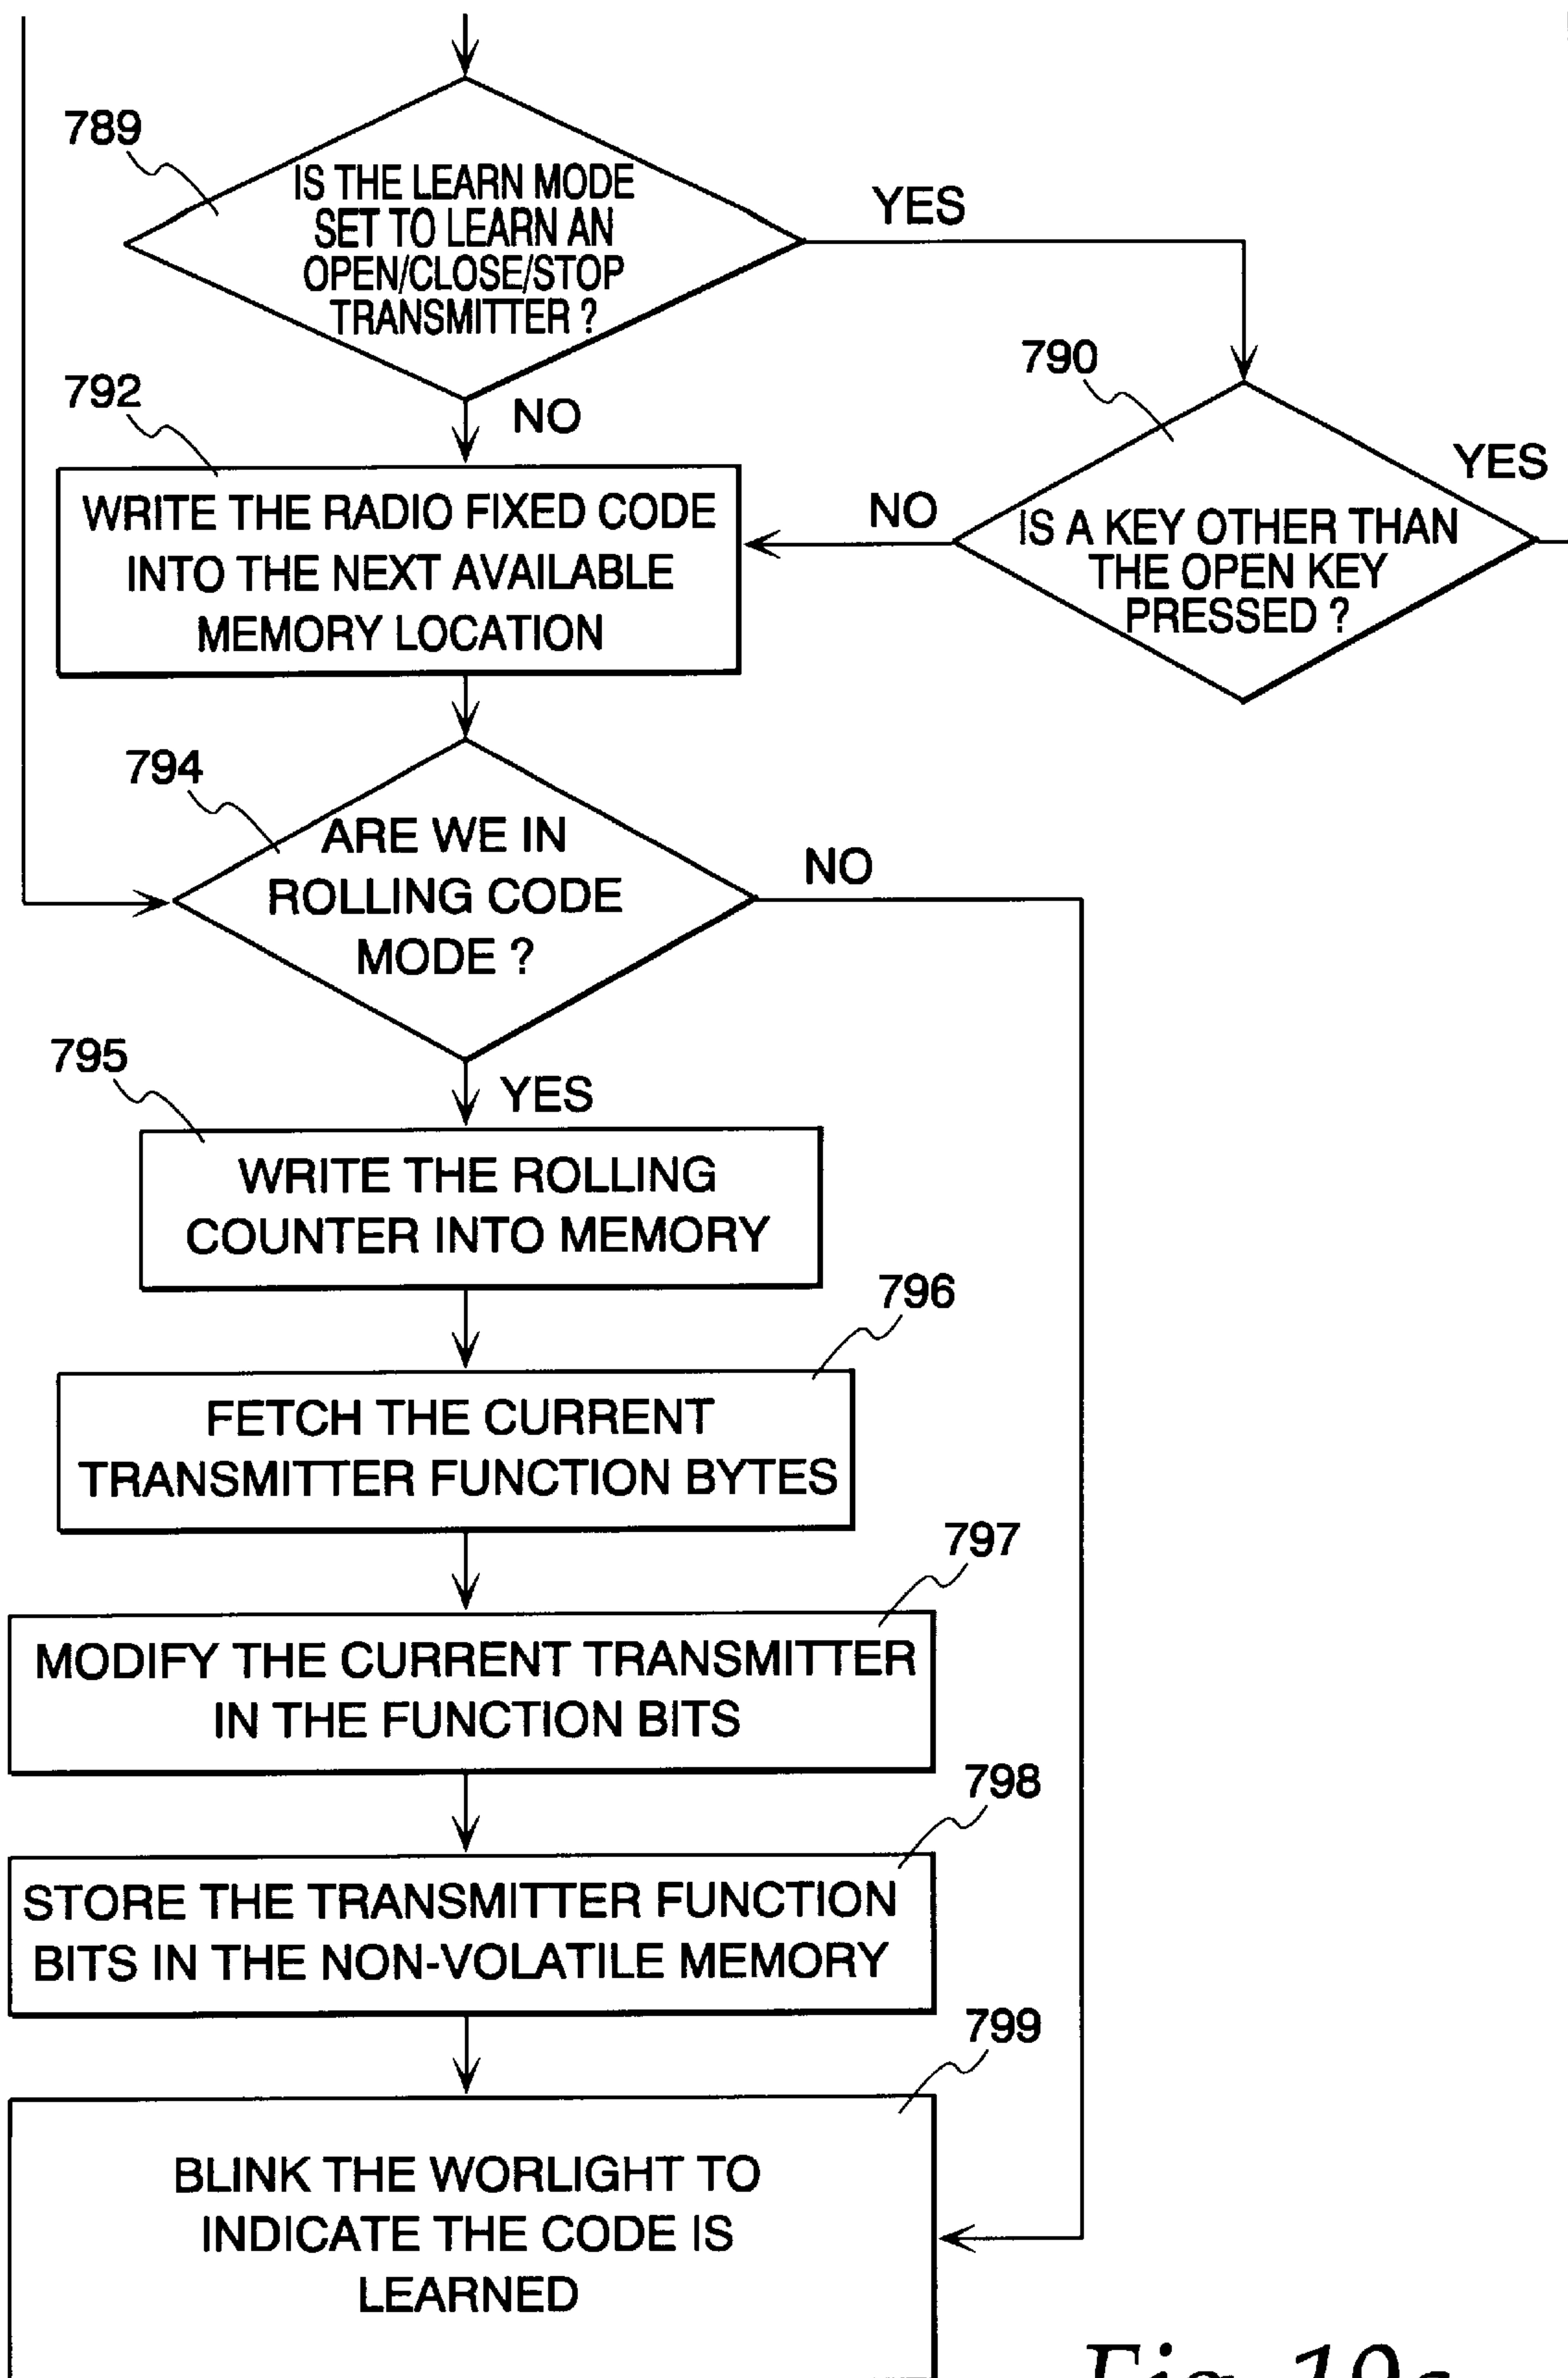 789
IS THE LEARN MODE
SET TO LEARN AN
OPEN/CLOSE/STOP
TRANSMITTER ?
YES
790
792
NO
YES
WRITE THE RADIO FIXED CODE
INTO THE NEXT AVAILABLE
MEMORY LOCATION
NO
IS A KEY OTHER THAN
THE OPEN KEY
PRESSED ?
794
ARE WE IN
ROLLING CODE
MODE ?
NO
795
YES
WRITE THE ROLLING
COUNTER INTO MEMORY
796
FETCH THE CURRENT
TRANSMITTER FUNCTION BYTES
797
MODIFY THE CURRENT TRANSMITTER
IN THE FUNCTION BITS
798
STORE THE TRANSMITTER FUNCTION
BITS IN THE NON-VOLATILE MEMORY
799
BLINK THE WORLIGHT TO
INDICATE THE CODE IS
LEARNED